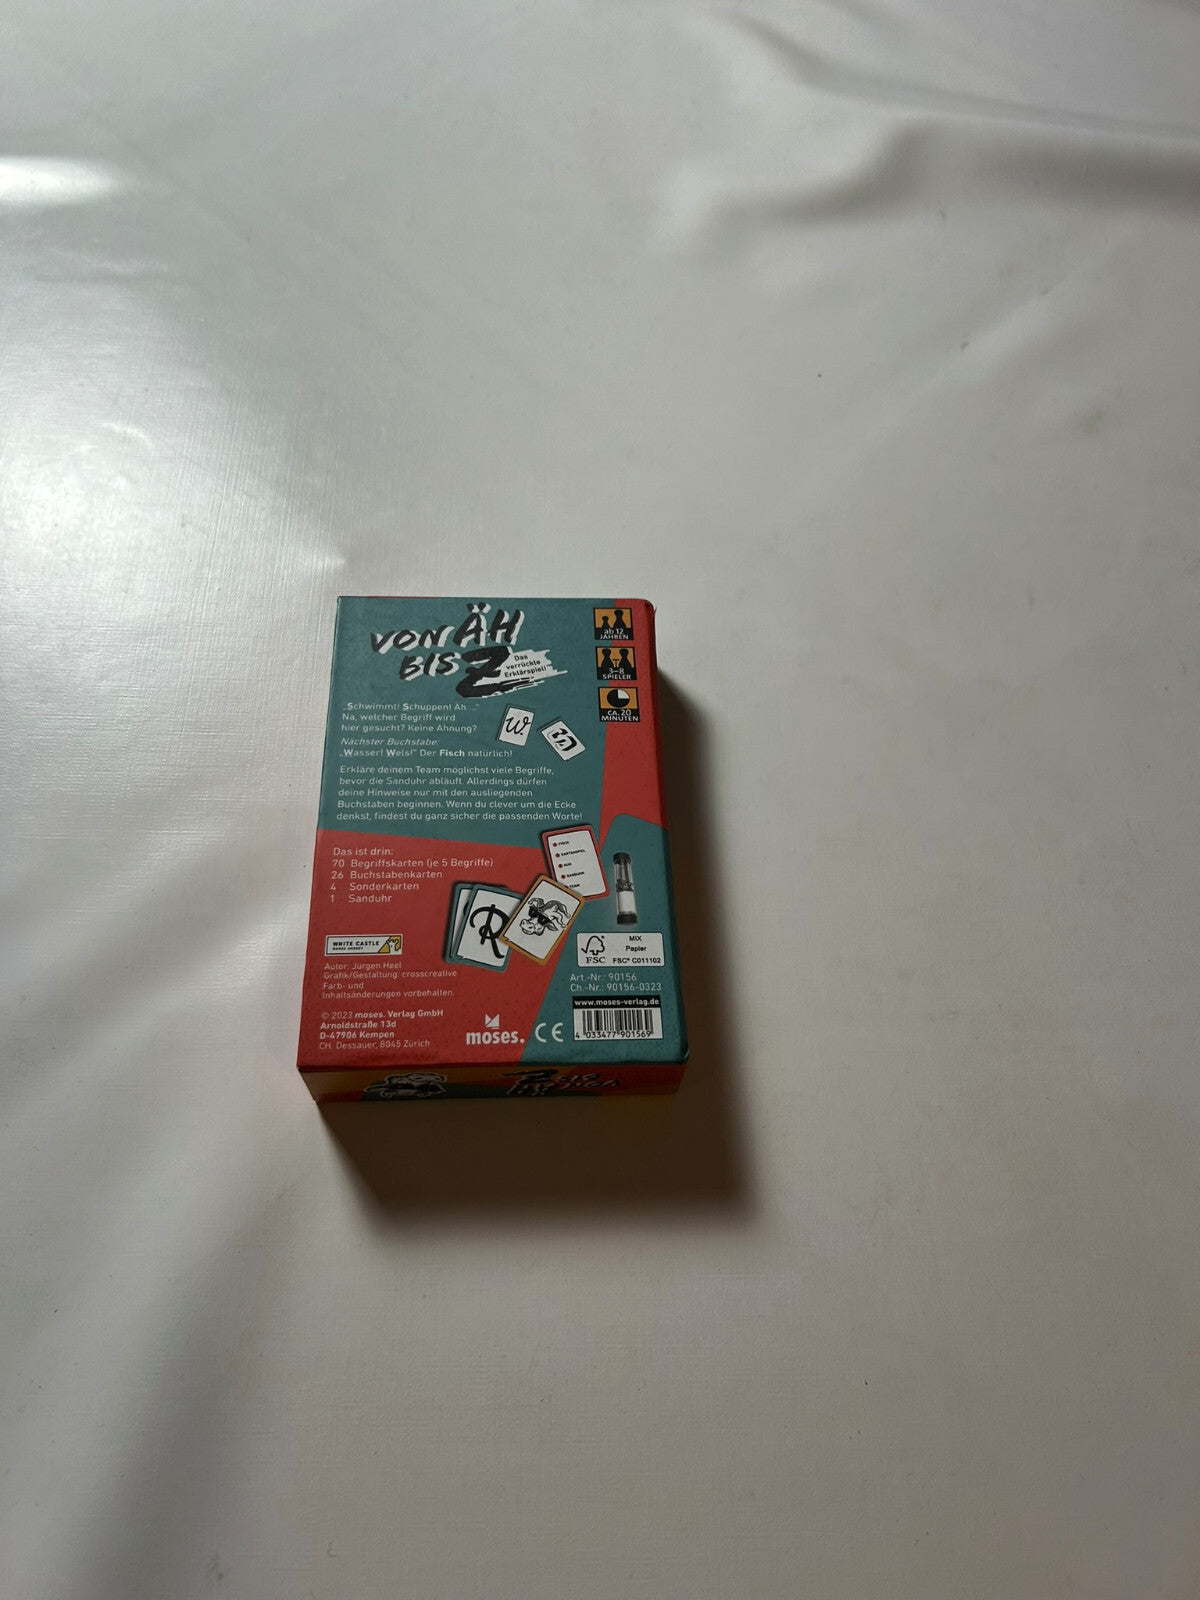 VON ÄH
BIS Z
Das
verrückte
Erklärspiel!
ab 12
JAHREN
3–8
SPIELER
CA. 20
MINUTEN
„Schwimmt! Schuppen! Äh ...“
Na, welcher Begriff wird
hier gesucht? Keine Ahnung?
Nächster Buchstabe:
„Wasser! Wels!“ Der Fisch natürlich!
W
Erkläre deinem Team möglichst viele Begriffe,
bevor die Sanduhr abläuft. Allerdings dürfen
deine Hinweise nur mit den ausliegenden
Buchstaben beginnen. Wenn du clever um die Ecke
denkst, findest du ganz sicher die passenden Worte!
Das ist drin:
70 Begriffskarten (je 5 Begriffe)
26 Buchstabenkarten
4 Sonderkarten
1 Sanduhr
FISCH
KARTENSPIEL
SANDUHR
TEAM
R
WHITE CASTLE
GAMES AGENCY
Autor: Jürgen Heel
Grafik/Gestaltung: crosscreative
Farb- und
Inhaltsänderungen vorbehalten.
© 2023 moses. Verlag GmbH
Arnoldstraße 13d
D-47906 Kempen
CH: Dessauer, 8045 Zürich
moses.
CE
FSC
MIX
Papier
FSC® C011102
Art.-Nr.: 90156
Ch.-Nr.: 90156-0323
www.moses-verlag.de
4 033477 901569